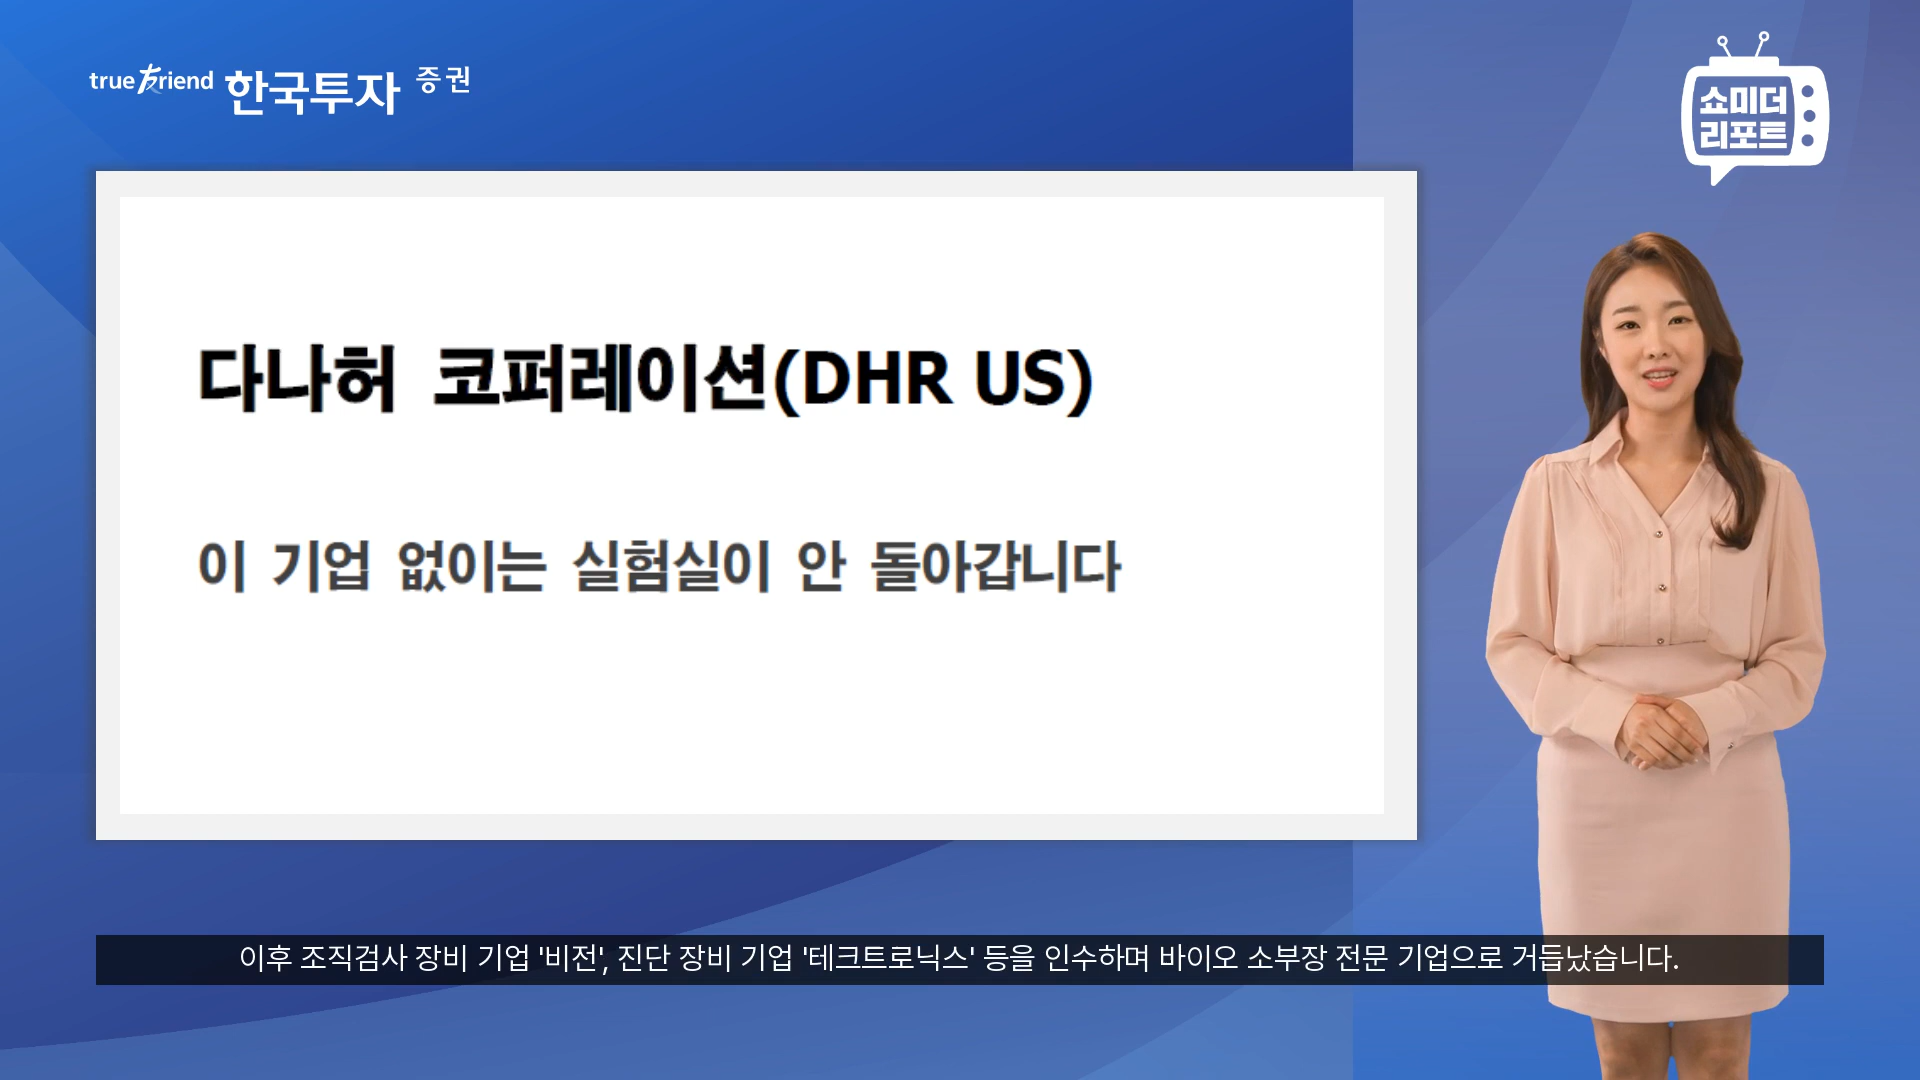 true friend 한국투자 증권
쇼미더
리포트
다나허 코퍼레이션(DHR US)
이 기업 없이는 실험실이 안 돌아갑니다
이후 조직검사 장비 기업 '비전', 진단 장비 기업 '테크트로닉스' 등을 인수하며 바이오 소부장 전문 기업으로 거듭났습니다.